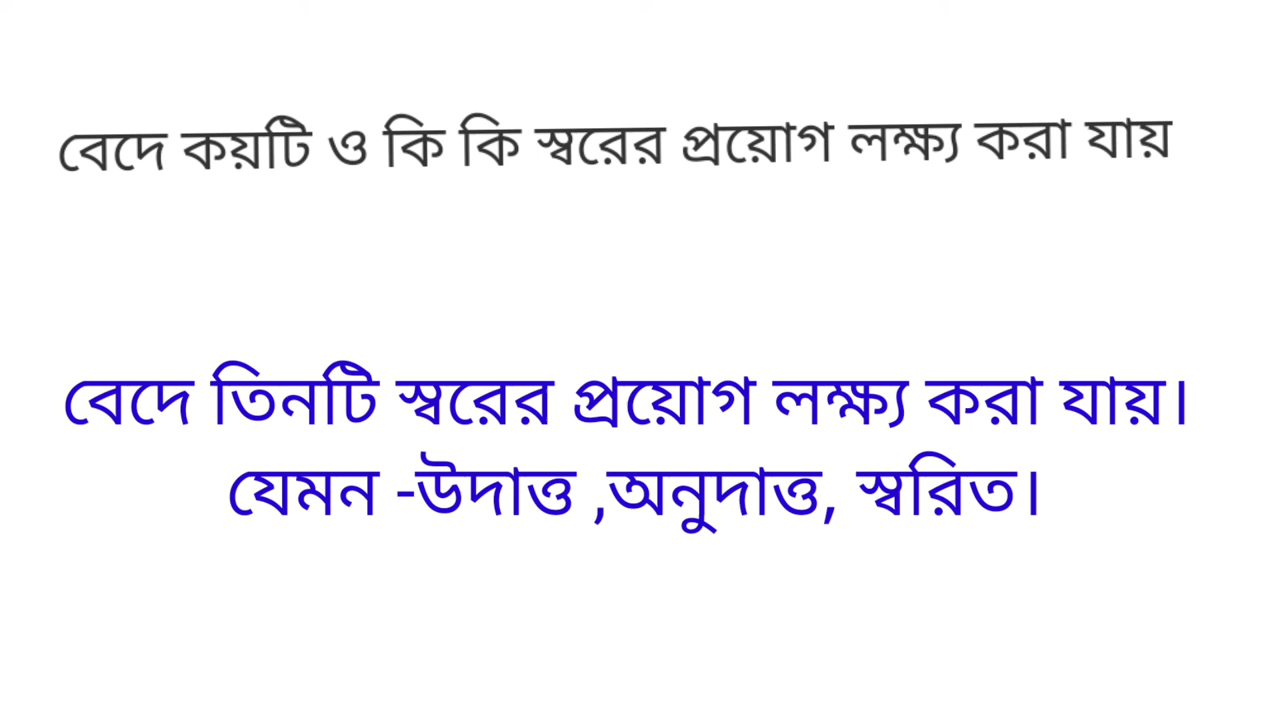 বেদে কয়টি ও কি কি স্বরের প্রয়োগ লক্ষ্য করা যায়
বেদে তিনটি স্বরের প্রয়োগ লক্ষ্য করা যায়।
যেমন -উদাত্ত ,অনুদাত্ত, স্বরিত।